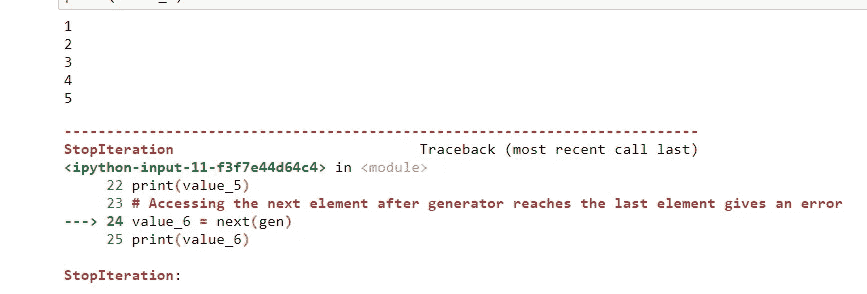 1
2
3
4
5
---------------------------------------------------------------------------
StopIteration                             Traceback (most recent call last)
<ipython-input-11-f3f7e44d64c4> in <module>
     22 print(value_5)
     23 # Accessing the next element after generator reaches the last element gives an error
---> 24 value_6 = next(gen)
     25 print(value_6)
StopIteration: